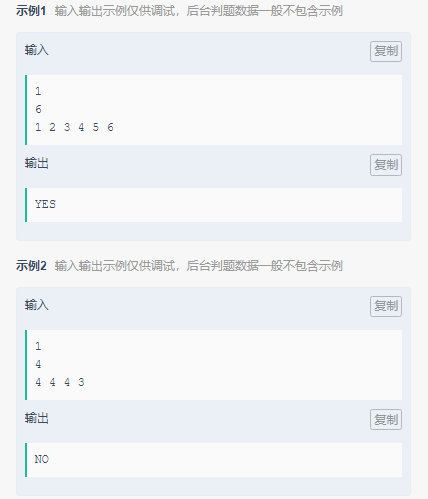 示例1 输入输出示例仅供调试，后台判题数据一般不包含示例
输入
复制
1
6
1 2 3 4 5 6
输出
复制
YES
示例2 输入输出示例仅供调试，后台判题数据一般不包含示例
输入
复制
1
4
4 4 4 3
输出
复制
NO